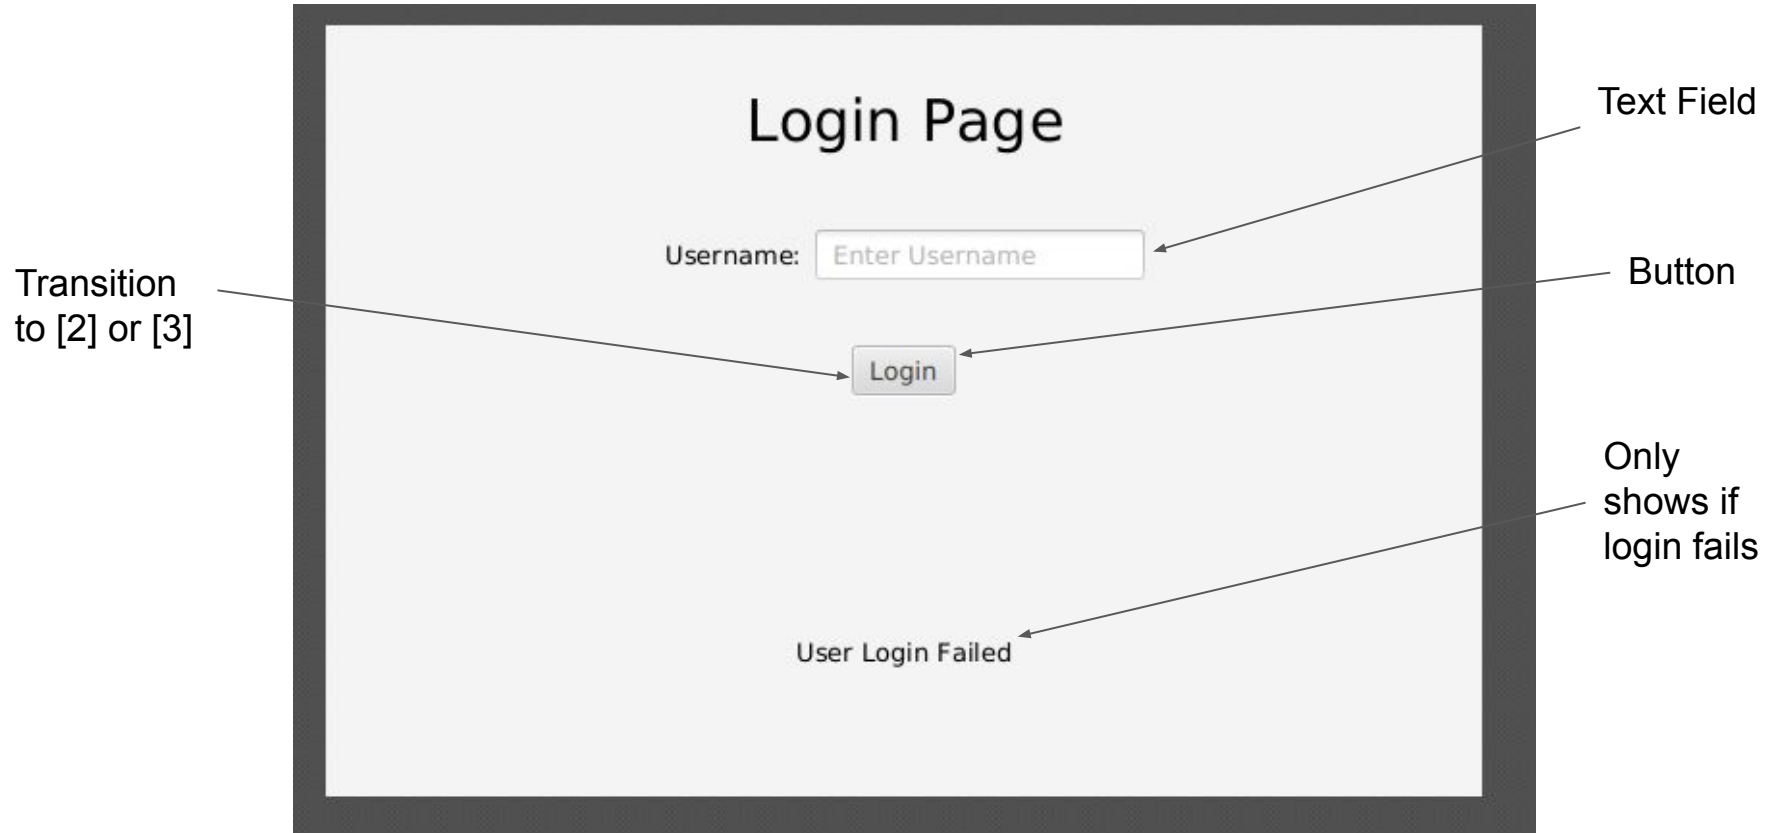 Login Page
Text Field
Username: Enter Username
Button
Transition
to [2] or [3]
Login
Only
shows if
login fails
User Login Failed